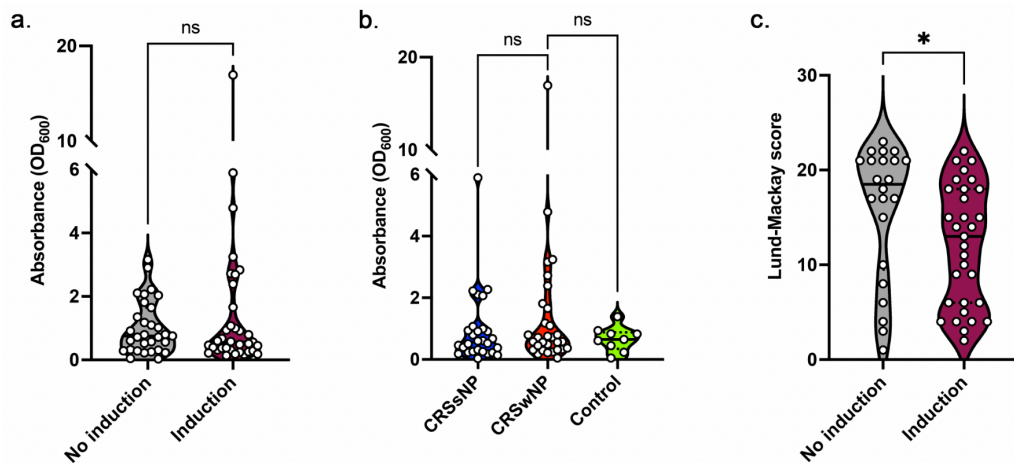 a.
ns
20
10
6
4
2
0
Absorbance (OD600)
No induction
Induction
b.
ns
ns
20
10
6
4
2
0
Absorbance (OD600)
CRSsNP
CRSwNP
Control
c.
*
30
20
10
0
Lund-Mackay score
No induction
Induction